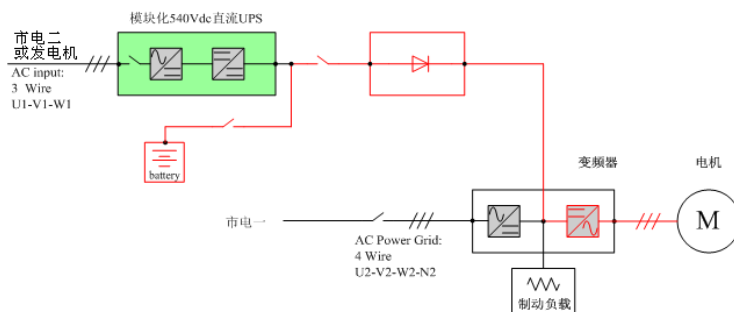 模块化540Vdc直流UPS
市电二
或发电机
AC input:
3 Wire
U1-V1-W1
battery
变频器
电机
市电一
M
AC Power Grid:
4 Wire
U2-V2-W2-N2
制动负载